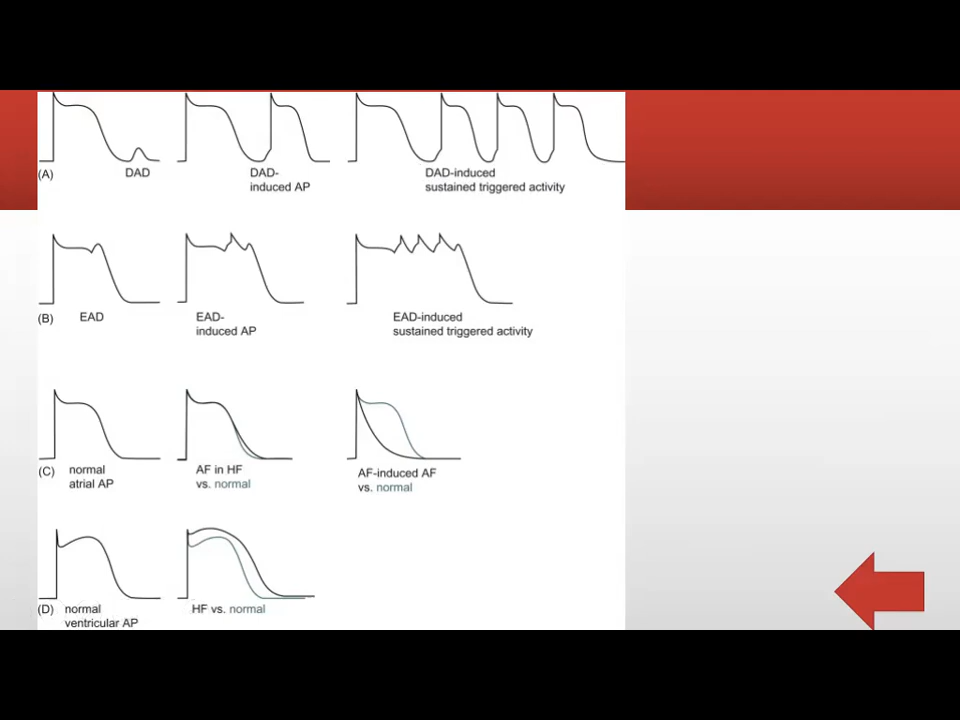 (A)
DAD
DAD-
induced AP
DAD-induced
sustained triggered activity
(B)
EAD
EAD-
induced AP
EAD-induced
sustained triggered activity
(C)
normal
atrial AP
AF in HF
vs. normal
AF-induced AF
vs. normal
(D)
normal
ventricular AP
HF vs. normal